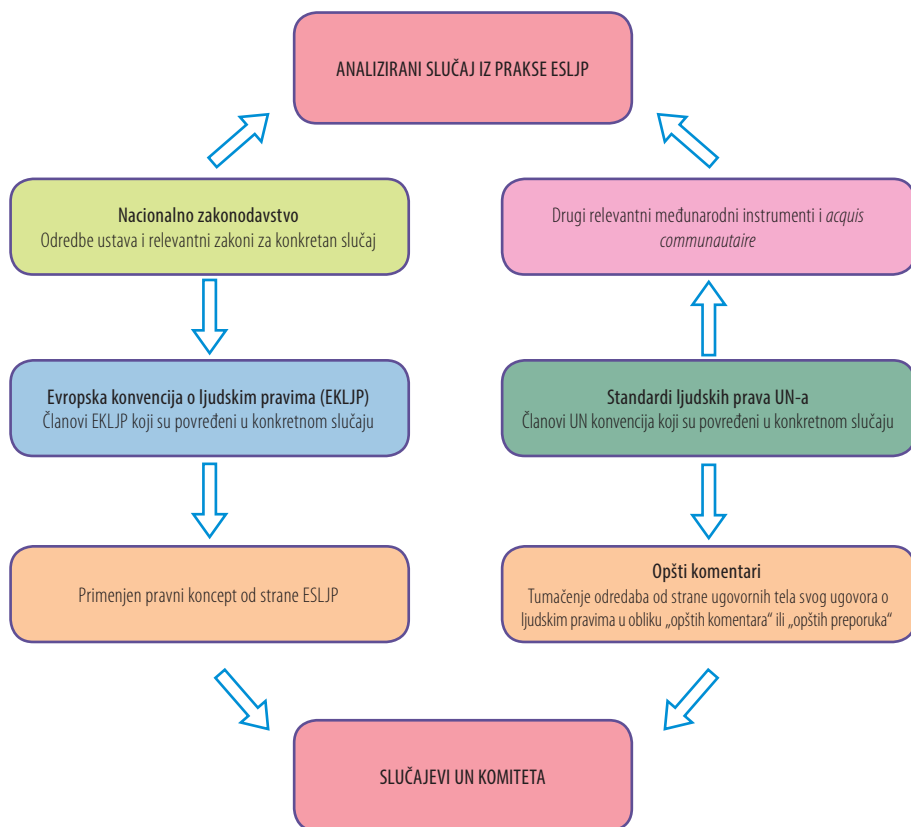 ANALIZIRANI SLUČAJ IZ PRAKSE ESLJP
Nacionalno zakonodavstvo
Odredbe ustava i relevantni zakoni za konkretan slučaj
Drugi relevantni međunarodni instrumenti i acquis
communautaire
Evropska konvencija o ljudskim pravima (EKLJP)
Članovi EKLJP koji su povređeni u konkretnom slučaju
Standardi ljudskih prava UN-a
Članovi UN konvencija koji su povređeni u konkretnom slučaju
Primenjen pravni koncept od strane ESLJP
Opšti komentari
Tumačenje odredaba od strane ugovornih tela svog ugovora o
ljudskim pravima u obliku „opštih komentara“ ili „opštih preporuka“
SLUČAJEVI UN KOMITETA